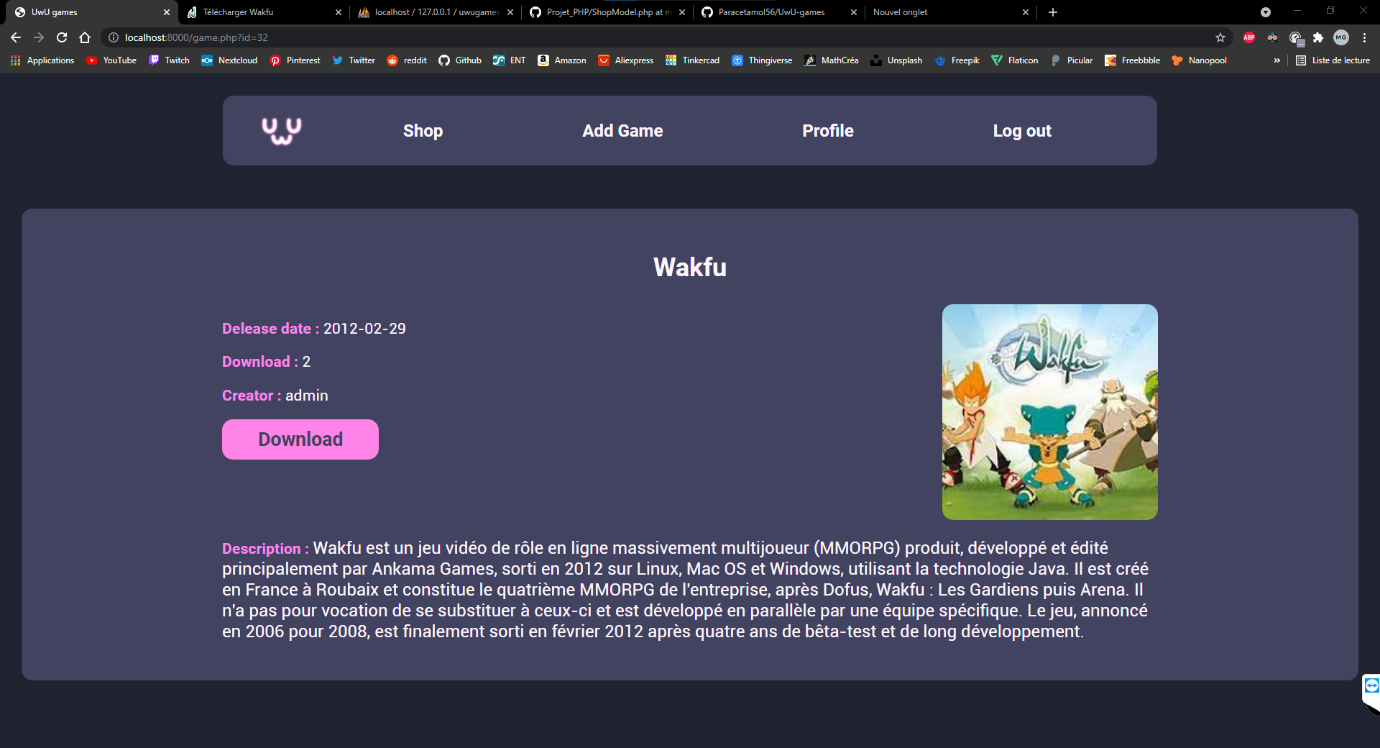 UwU games
Télécharger Wakfu
localhost / 127.0.0.1 / uwugames
Projet_PHP/ShopModel.php at m
Paracetamol56/UwU-games
Nouvel onglet
localhost:8000/game.php?id=32
ABP
MG
Applications
YouTube
Twitch
Nextcloud
Pinterest
Twitter
reddit
Github
ENT
Amazon
Aliexpress
Tinkercad
Thingiverse
MathCréa
Unsplash
Freepik
Flaticon
Picular
Freebbble
Nanopool
»
Liste de lecture
UwU
Shop
Add Game
Profile
Log out
Wakfu
Delease date : 2012-02-29
Download : 2
Creator : admin
Download
Wakfu
Description : Wakfu est un jeu vidéo de rôle en ligne massivement multijoueur (MMORPG) produit, développé et édité
principalement par Ankama Games, sorti en 2012 sur Linux, Mac OS et Windows, utilisant la technologie Java. Il est créé
en France à Roubaix et constitue le quatrième MMORPG de l'entreprise, après Dofus, Wakfu : Les Gardiens puis Arena. Il
n'a pas pour vocation de se substituer à ceux-ci et est développé en parallèle par une équipe spécifique. Le jeu, annoncé
en 2006 pour 2008, est finalement sorti en février 2012 après quatre ans de bêta-test et de long développement.